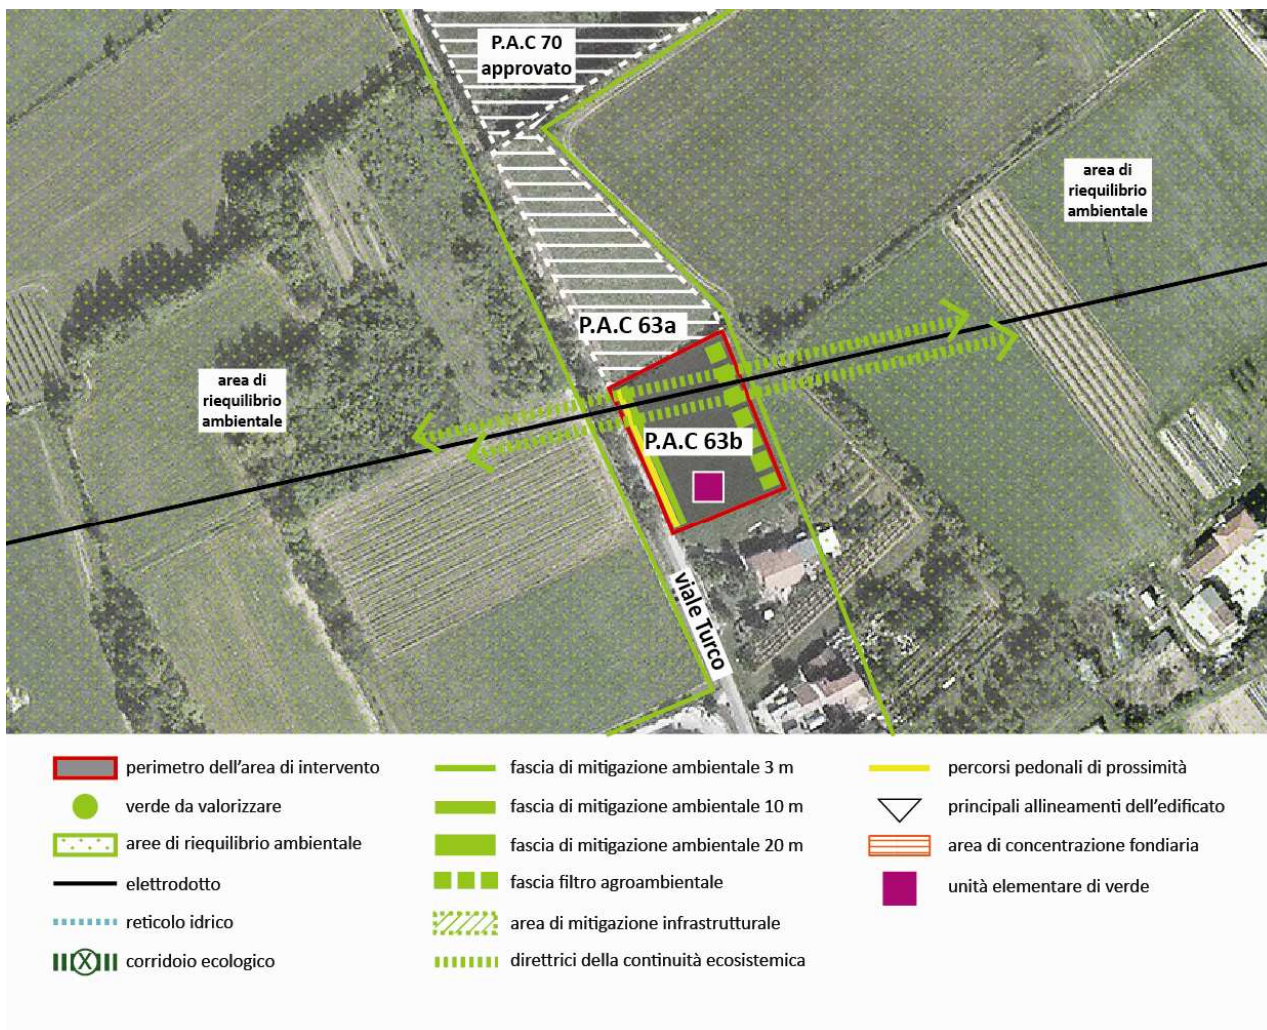 P.A.C 70
approvato
area di
riequilibrio
ambientale
P.A.C 63a
area di
riequilibrio
ambientale
P.A.C 63b
viale Turco
perimetro dell'area di intervento
verde da valorizzare
aree di riequilibrio ambientale
elettrodotto
reticolo idrico
X corridoio ecologico
fascia di mitigazione ambientale 3 m
fascia di mitigazione ambientale 10 m
fascia di mitigazione ambientale 20 m
fascia filtro agroambientale
area di mitigazione infrastrutturale
direttrici della continuità ecosistemica
percorsi pedonali di prossimità
principali allineamenti dell'edificato
area di concentrazione fondiaria
unità elementare di verde